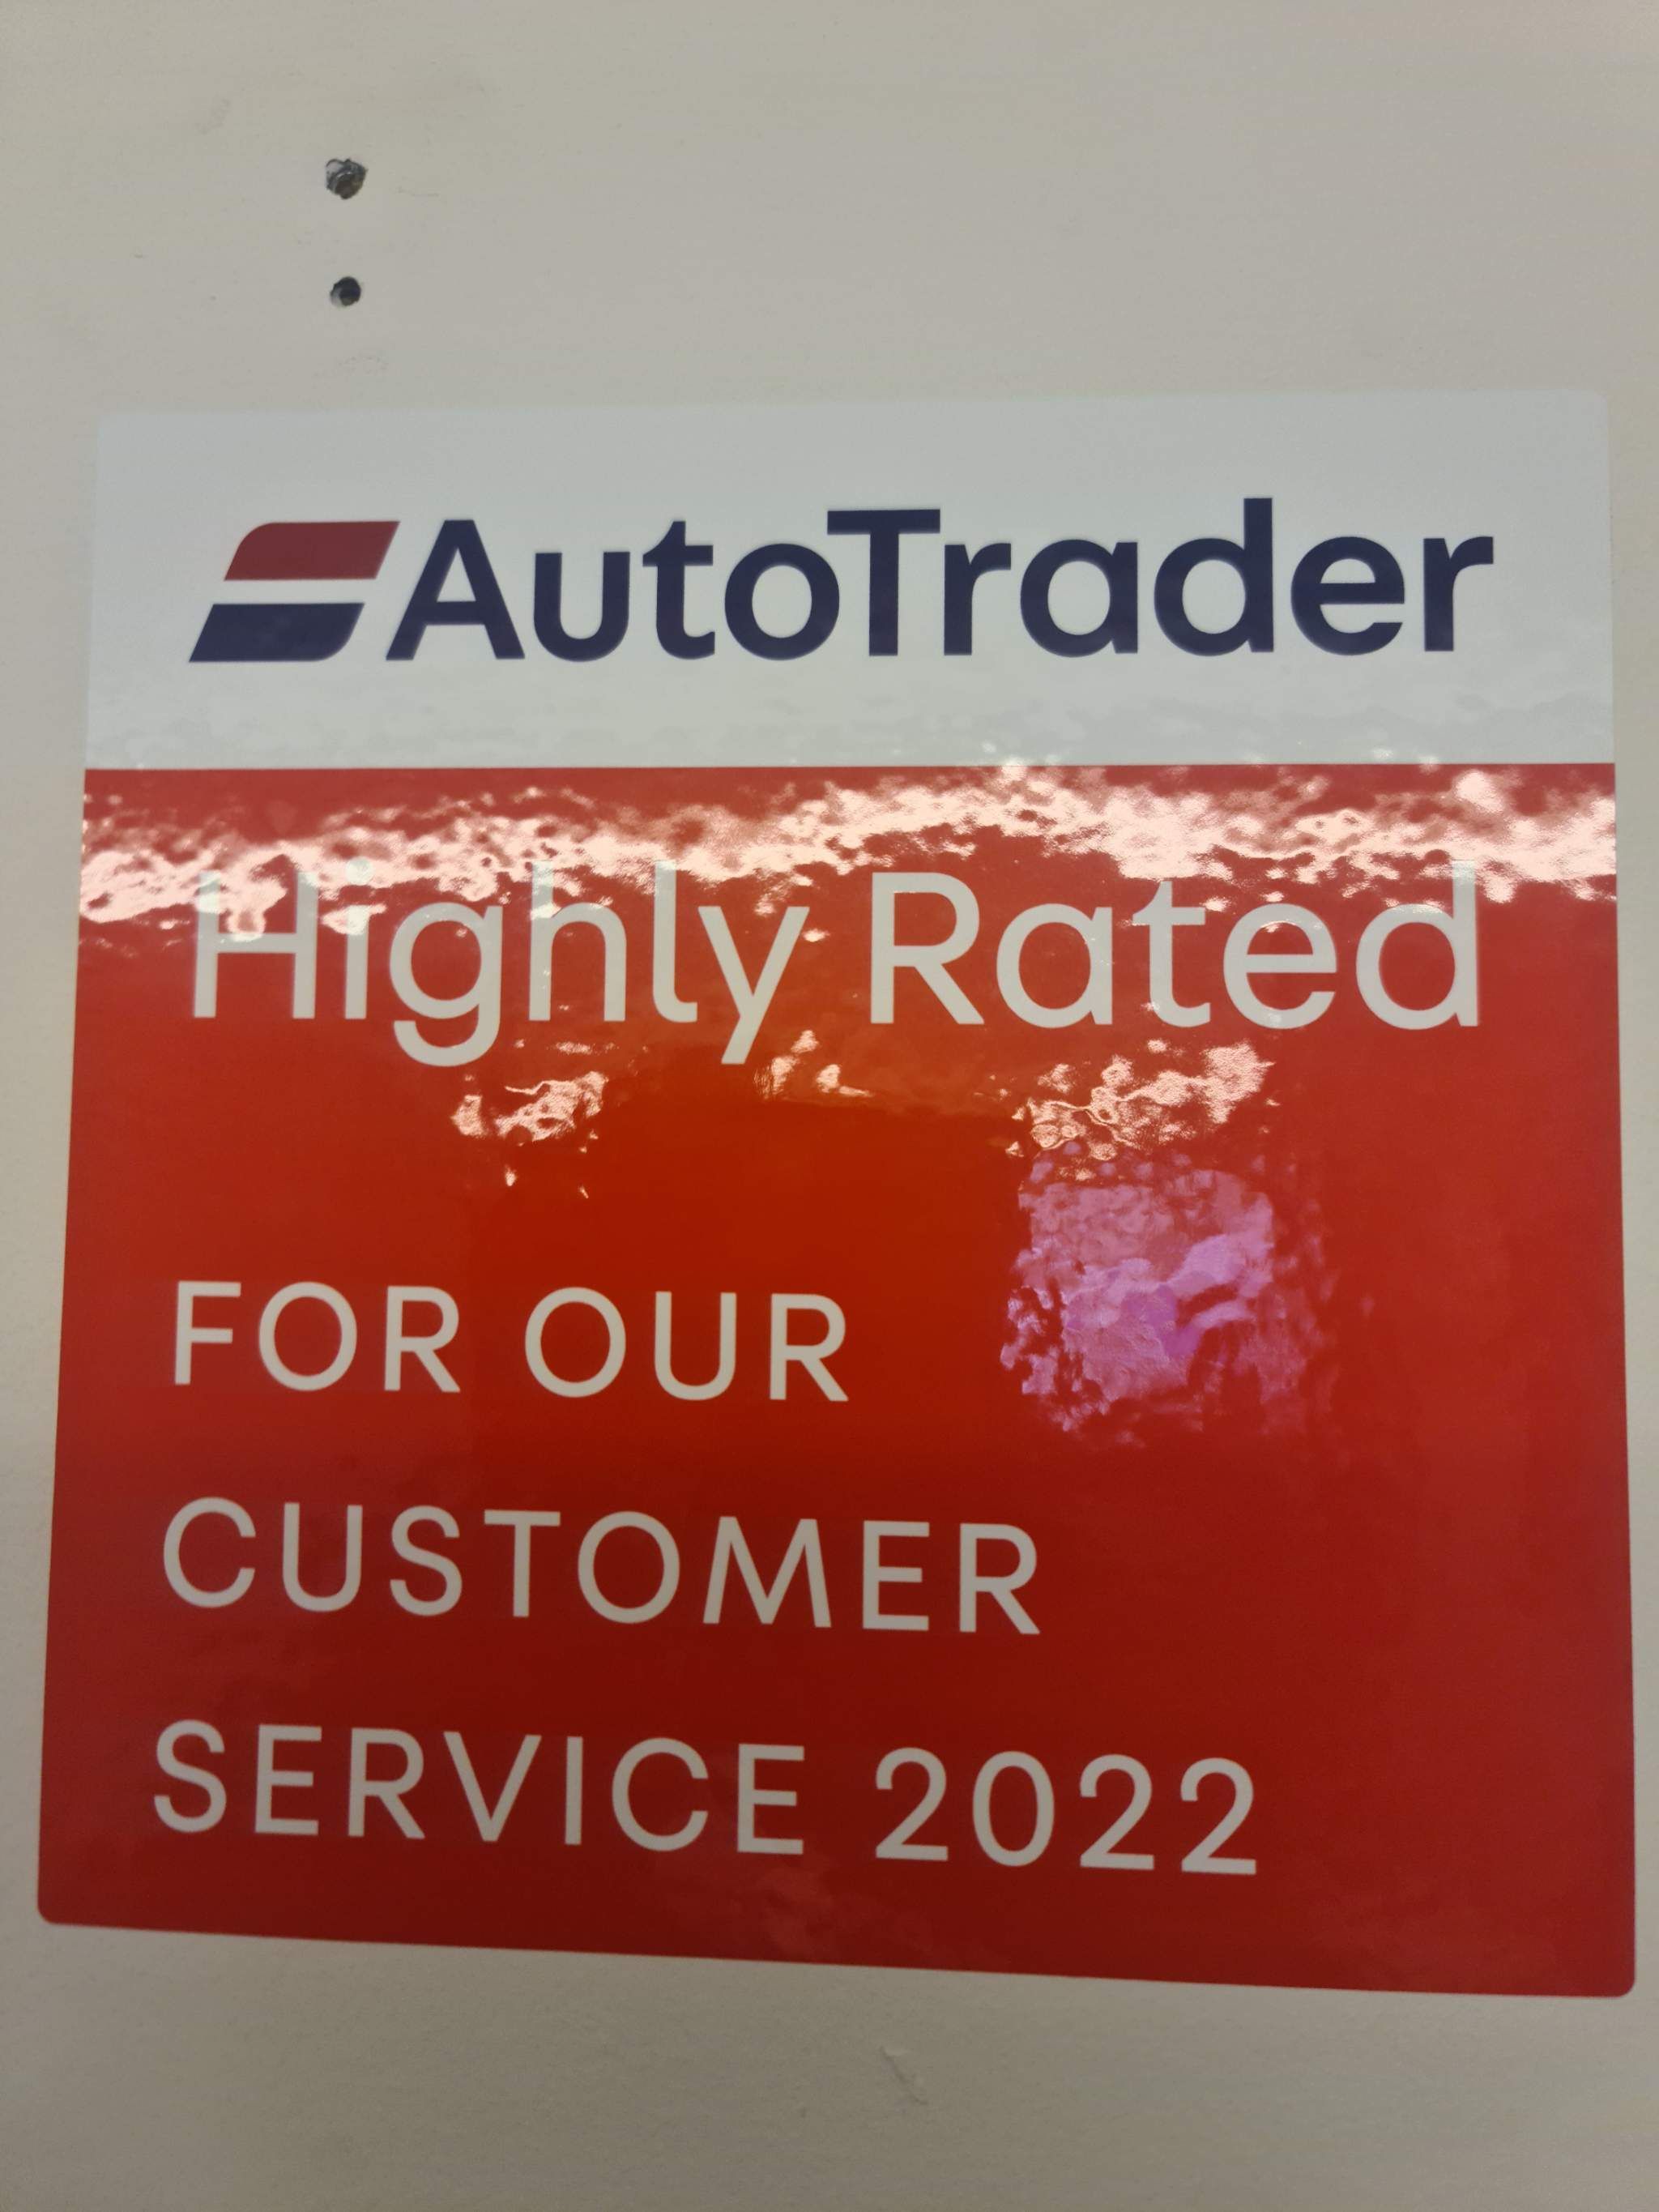 AutoTrader
Highly Rated
FOR OUR
CUSTOMER
SERVICE 2022